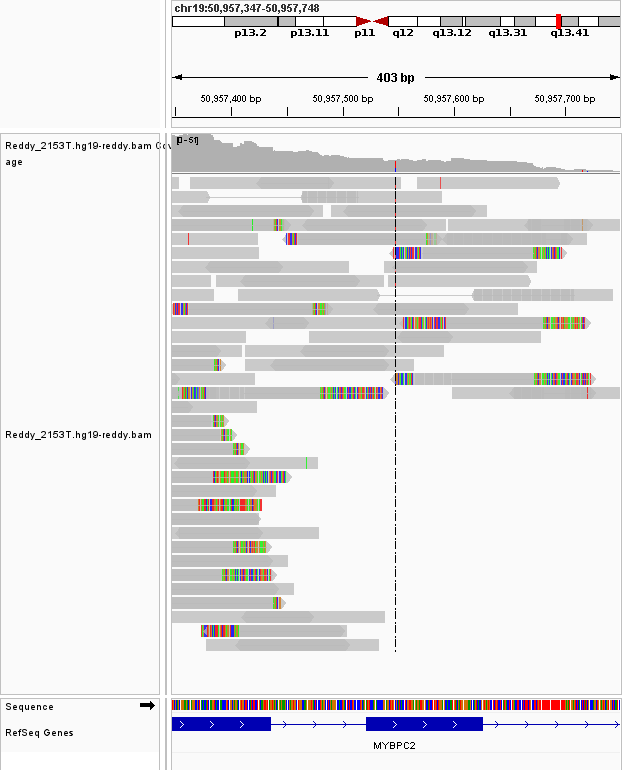 chr19:50,957,347-50,957,748
p13.2 p13.11 p11 q12 q13.12 q13.31 q13.41
403 bp
50,957,400 bp 50,957,500 bp 50,957,600 bp 50,957,700 bp
[0-51]
Reddy_2153T.hg19-reddy.bam Cov
age
Reddy_2153T.hg19-reddy.bam
Sequence
RefSeq Genes
MYBPC2